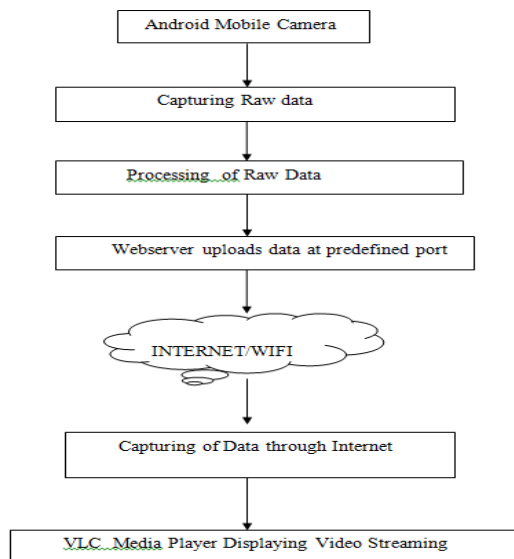 Android Mobile Camera
Capturing Raw data
Processing of Raw Data
Webserver uploads data at predefined port
INTERNET/WIFI
Capturing of Data through Internet
VLC Media Player Displaying Video Streaming